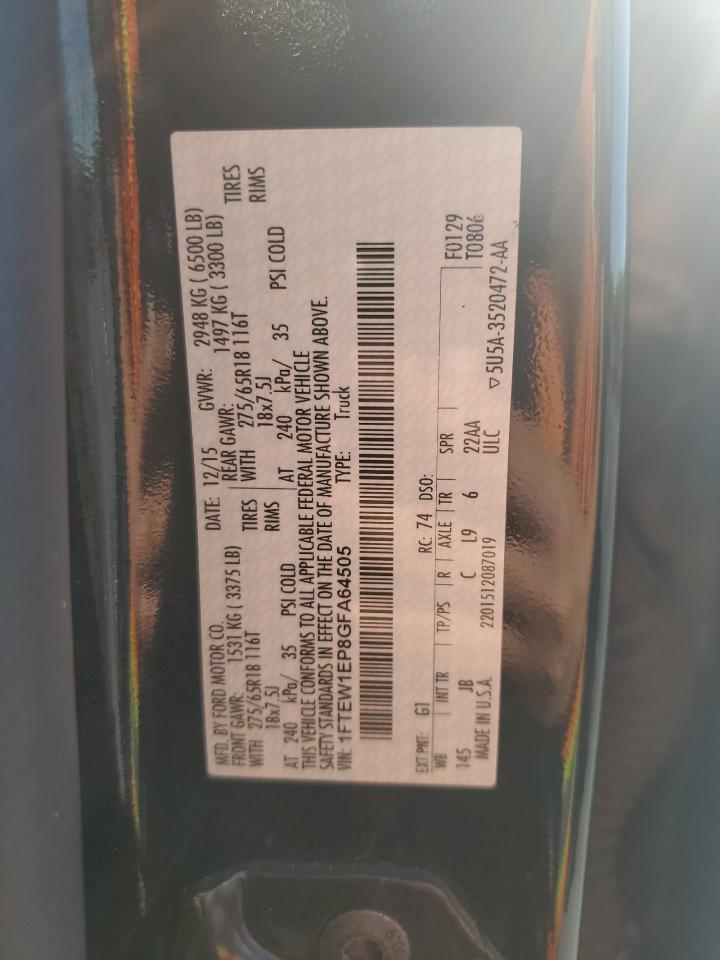 MFD. BY FORD MOTOR CO. DATE: 12/15 GVWR: 2948 KG ( 6500 LB)
FRONT GAWR: 1531 KG ( 3375 LB) REAR GAWR: 1497 KG ( 3300 LB)
WITH 275/65R18 116T TIRES WITH 275/65R18 116T TIRES
18x7.5J RIMS 18x7.5J RIMS
AT 240 kPa/ 35 PSI COLD AT 240 kPa/ 35 PSI COLD
THIS VEHICLE CONFORMS TO ALL APPLICABLE FEDERAL MOTOR VEHICLE
SAFETY STANDARDS IN EFFECT ON THE DATE OF MANUFACTURE SHOWN ABOVE.
VIN: 1FTEW1EP8GFA64505 TYPE: Truck
EXT PNT: G1 RC: 74 DSO: F0129
WB INT TR TP/PS R AXLE TR SPR T0806
145 JB C L9 6 22AA
MADE IN U.S.A. 2201512087019 ULC ▽5U5A-3520472-AA